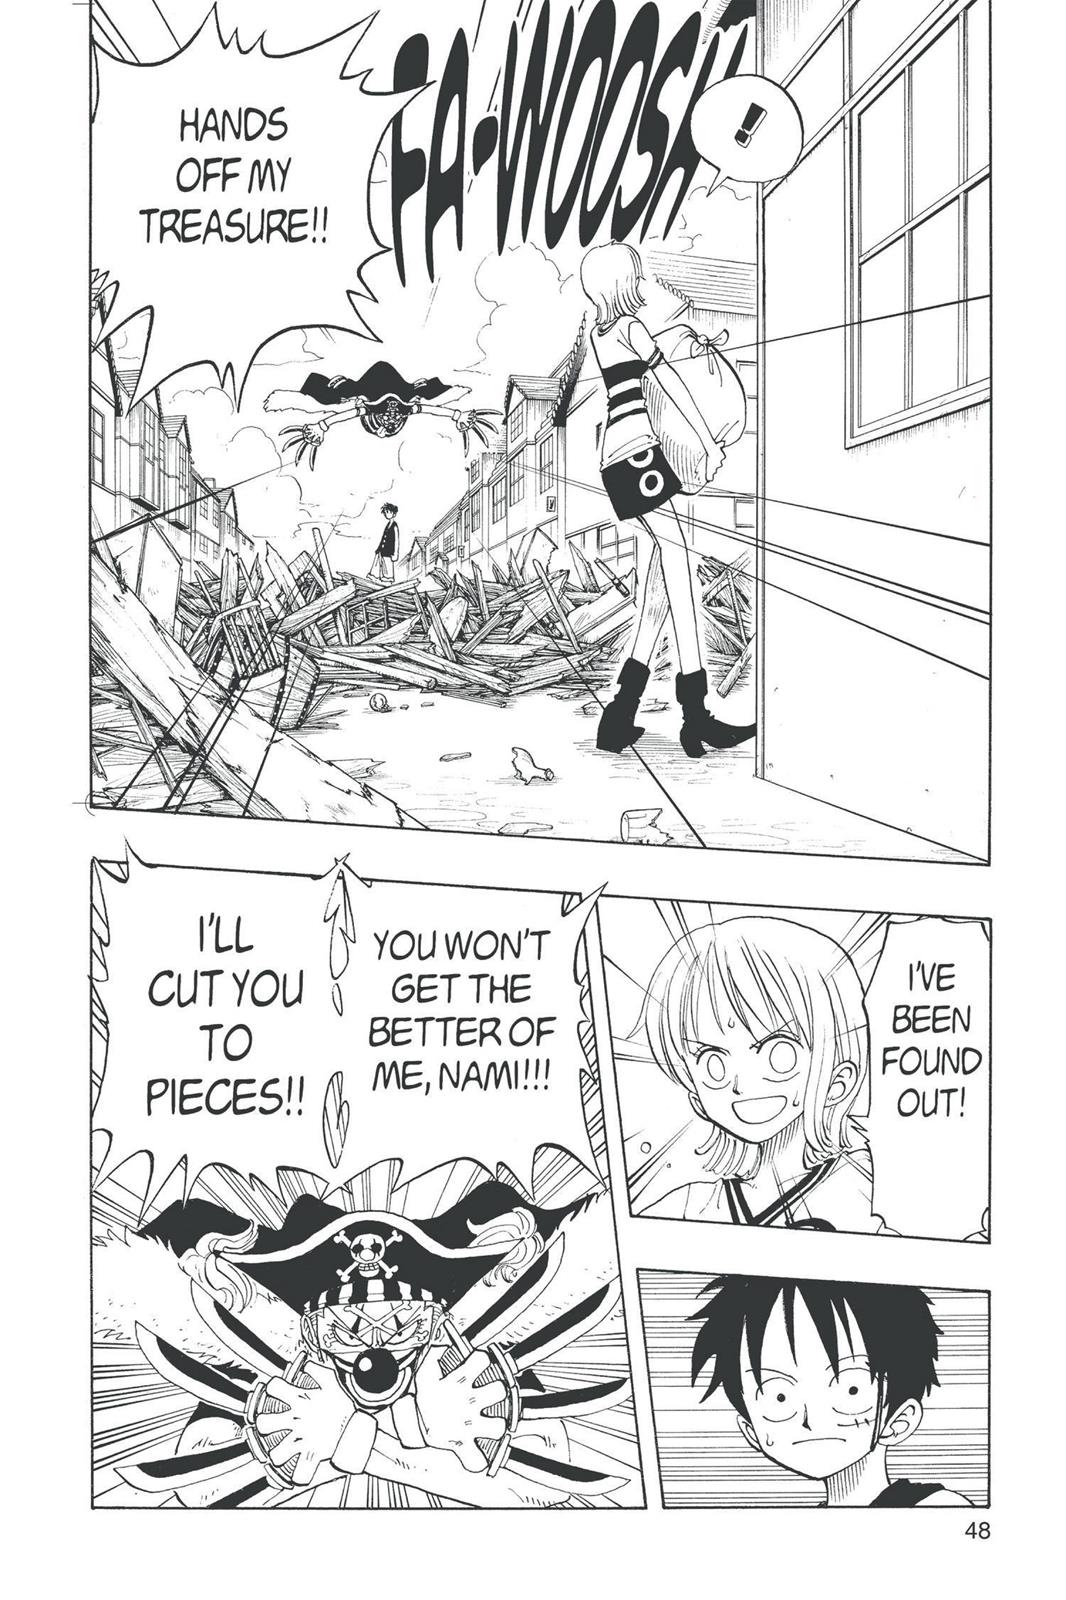 FA-WOOSH
!
HANDS
OFF MY
TREASURE!!
I'VE
BEEN
FOUND
OUT!
YOU WON'T
GET THE
BETTER OF
ME, NAMI!!!
I'LL
CUT YOU
TO
PIECES!!
48